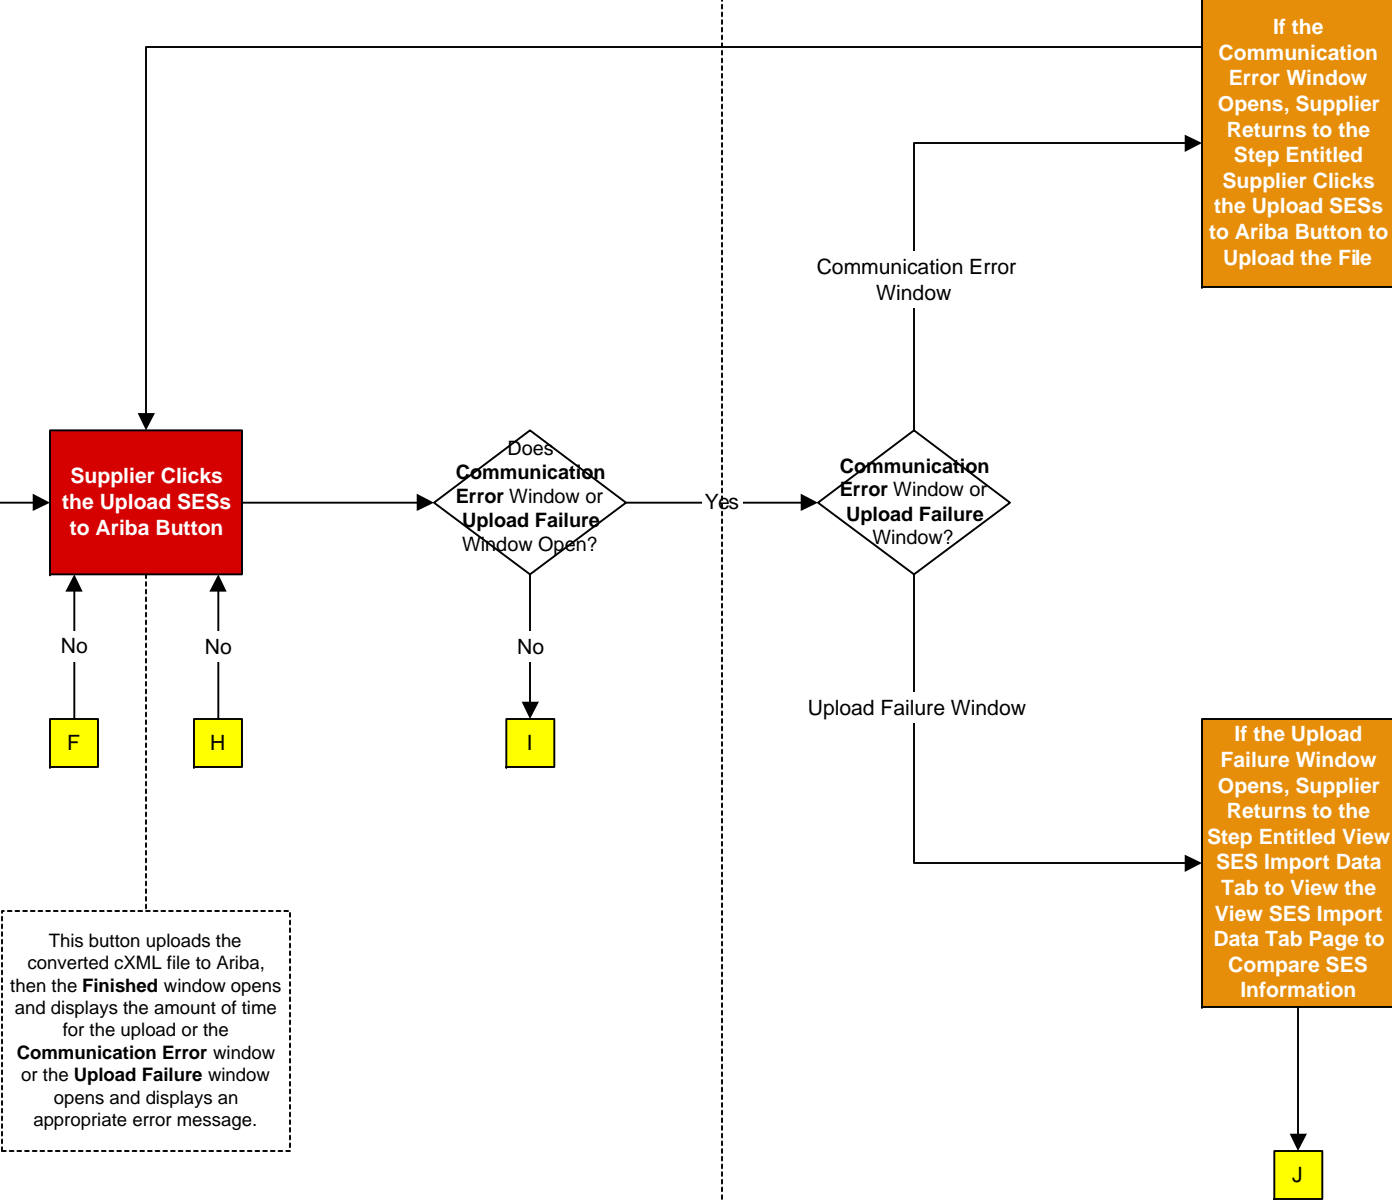 If the
Communication
Error Window
Opens, Supplier
Returns to the
Step Entitled
Supplier Clicks
the Upload SESs
to Ariba Button to
Upload the File
Communication Error
Window
Supplier Clicks
the Upload SESs
to Ariba Button
Does
Communication
Error Window or
Upload Failure
Window Open?
Yes
Communication
Error Window or
Upload Failure
Window?
No
No
No
F
H
I
Upload Failure Window
If the Upload
Failure Window
Opens, Supplier
Returns to the
Step Entitled View
SES Import Data
Tab to View the
View SES Import
Data Tab Page to
Compare SES
Information
This button uploads the
converted cXML file to Ariba,
then the Finished window opens
and displays the amount of time
for the upload or the
Communication Error window
or the Upload Failure window
opens and displays an
appropriate error message.
J